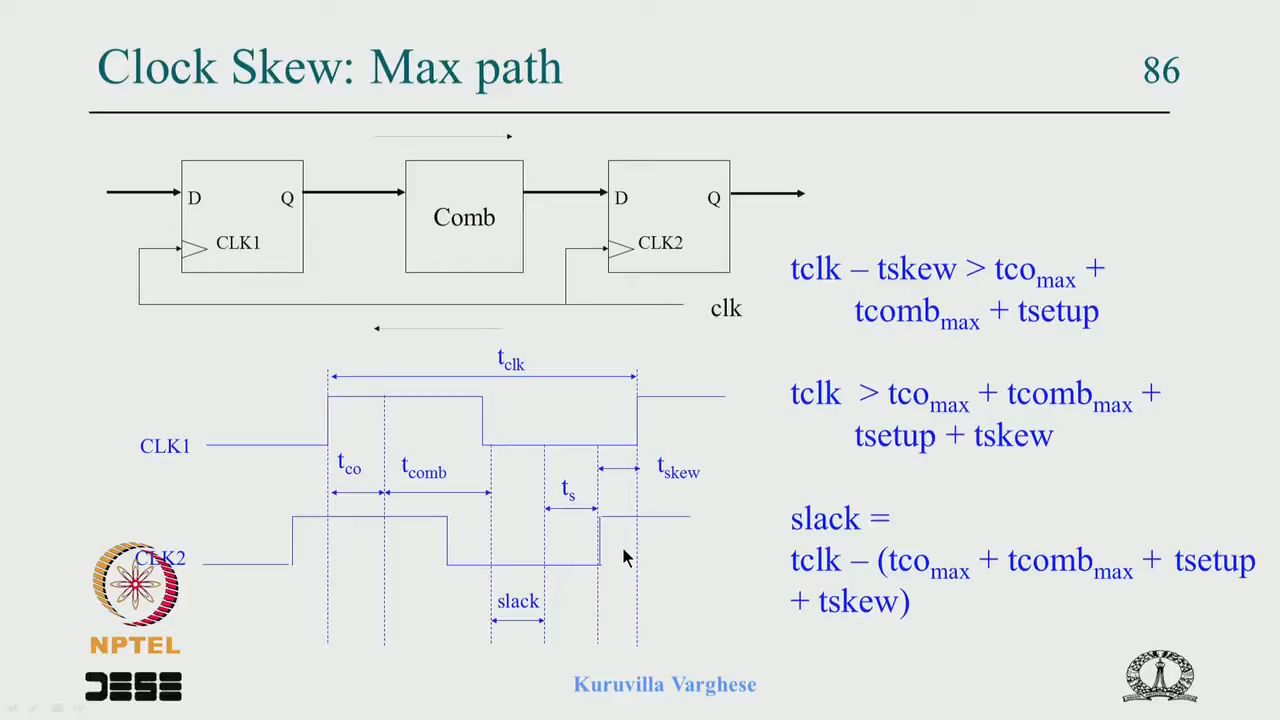 Clock Skew: Max path
86
D
Q
CLK1
Comb
D
Q
CLK2
clk
tclk – tskew > tcomax +
tcombmax + tsetup
tclk > tcomax + tcombmax +
tsetup + tskew
slack =
tclk – (tcomax + tcombmax + tsetup
+ tskew)
tclk
CLK1
tco
tcomb
ts
tskew
CLK2
slack
NPTEL
DESE
Kuruvilla Varghese